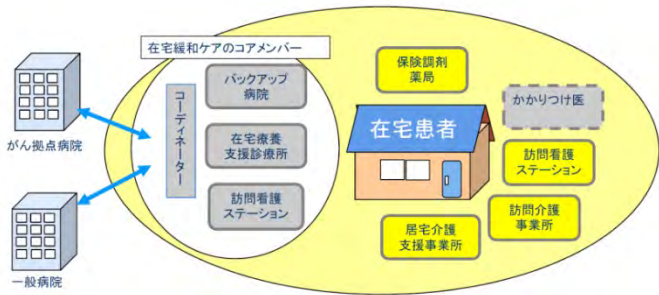 在宅緩和ケアのコアメンバー
バックアップ
病院
コーディネーター
在宅療養
支援診療所
訪問看護
ステーション
がん拠点病院
一般病院
保険調剤
薬局
かかりつけ医
在宅患者
訪問看護
ステーション
訪問介護
事業所
居宅介護
支援事業所